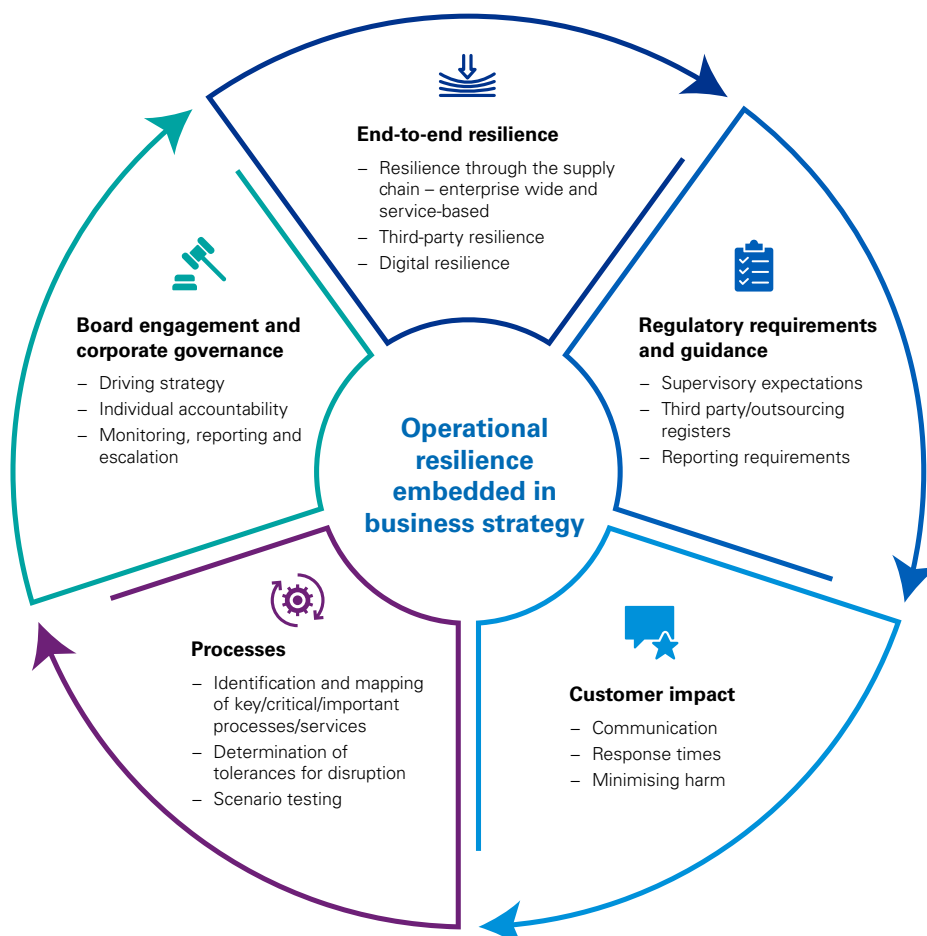 End-to-end resilience
– Resilience through the supply
chain – enterprise wide and
service-based
– Third-party resilience
– Digital resilience
Regulatory requirements
and guidance
– Supervisory expectations
– Third party/outsourcing
registers
– Reporting requirements
Customer impact
– Communication
– Response times
– Minimising harm
Processes
– Identification and mapping
of key/critical/important
processes/services
– Determination of
tolerances for disruption
– Scenario testing
Board engagement and
corporate governance
– Driving strategy
– Individual accountability
– Monitoring, reporting and
escalation
Operational
resilience
embedded in
business strategy